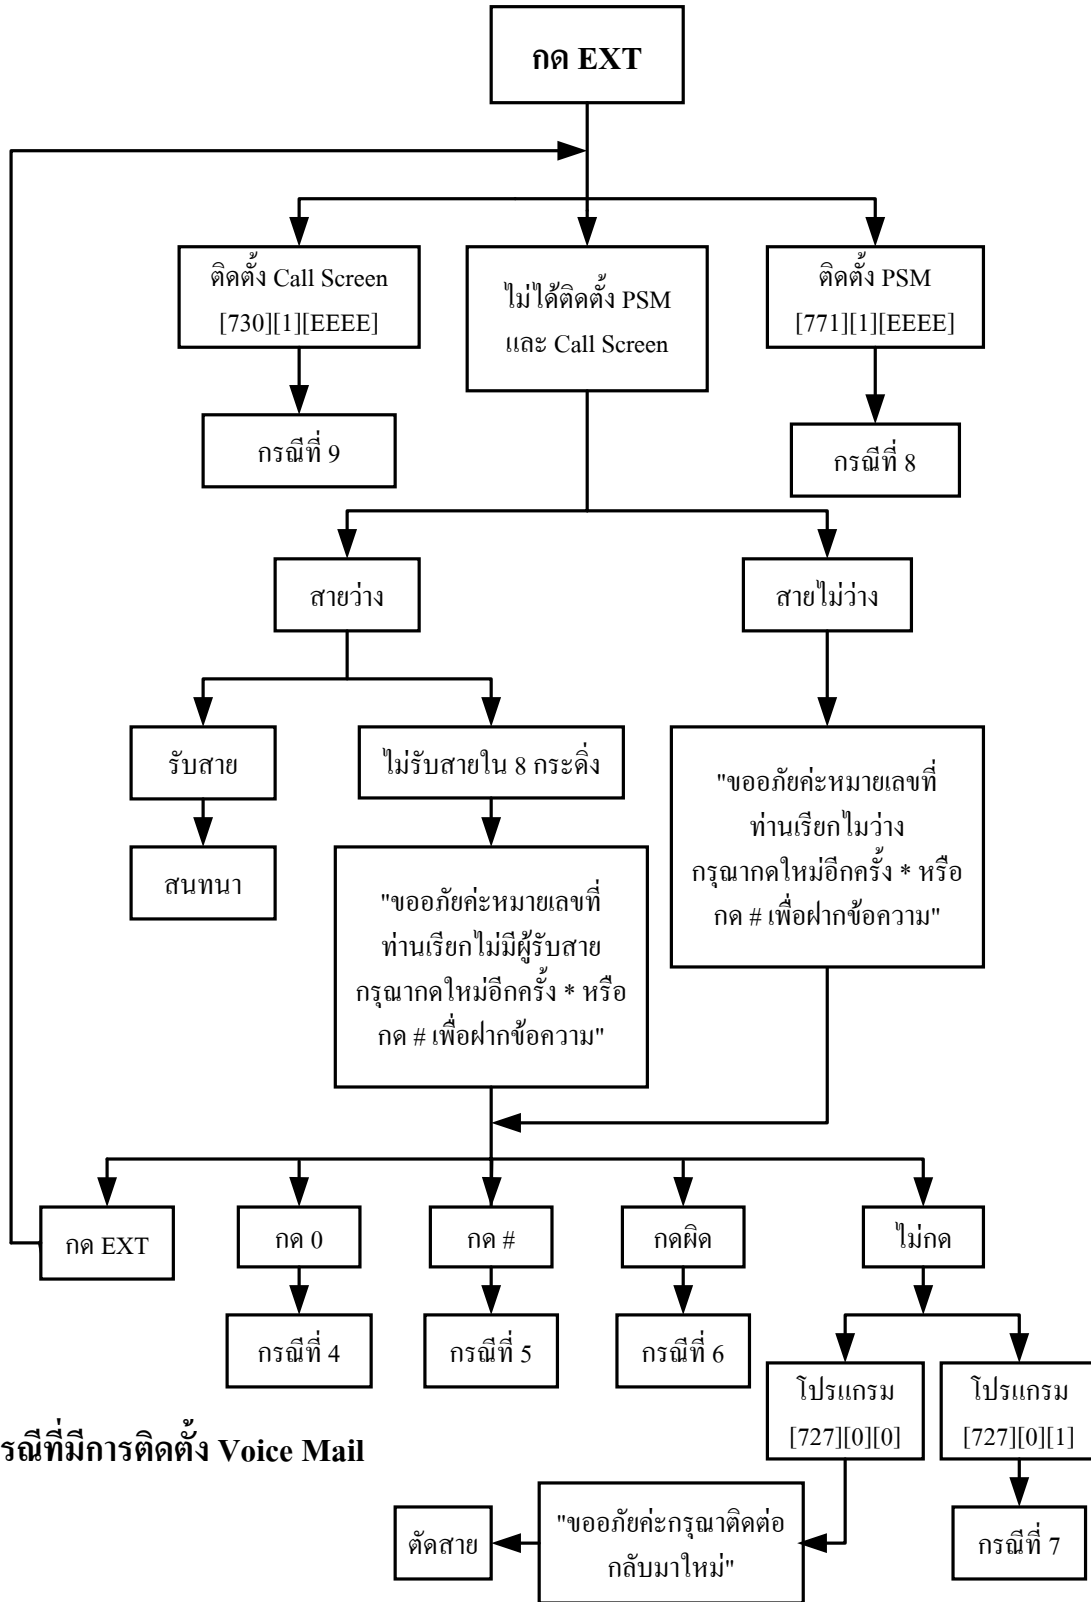 กด EXT
ติดตั้ง Call Screen
[730][1][EEEE]
ไม่ได้ติดตั้ง PSM
และ Call Screen
ติดตั้ง PSM
[771][1][EEEE]
กรณีที่ 9
กรณีที่ 8
สายว่าง
สายไม่ว่าง
รับสาย
ไม่รับสายใน 8 กระดิ่ง
"ขออภัยค่ะหมายเลขที่
ท่านเรียกไมว่าง
กรุณากดใหม่อีกครั้ง * หรือ
กด # เพื่อฝากข้อความ"
สนทนา
"ขออภัยค่ะหมายเลขที่
ท่านเรียกไม่มีผู้รับสาย
กรุณากดใหม่อีกครั้ง * หรือ
กด # เพื่อฝากข้อความ"
กด EXT
กด 0
กด #
กดผิด
ไม่กด
กรณีที่ 4
กรณีที่ 5
กรณีที่ 6
โปรแกรม
[727][0][0]
โปรแกรม
[727][0][1]
รณีที่มีการติดตั้ง Voice Mail
ตัดสาย
"ขออภัยค่ะกรุณาติดต่อ
กลับมาใหม่"
กรณีที่ 7